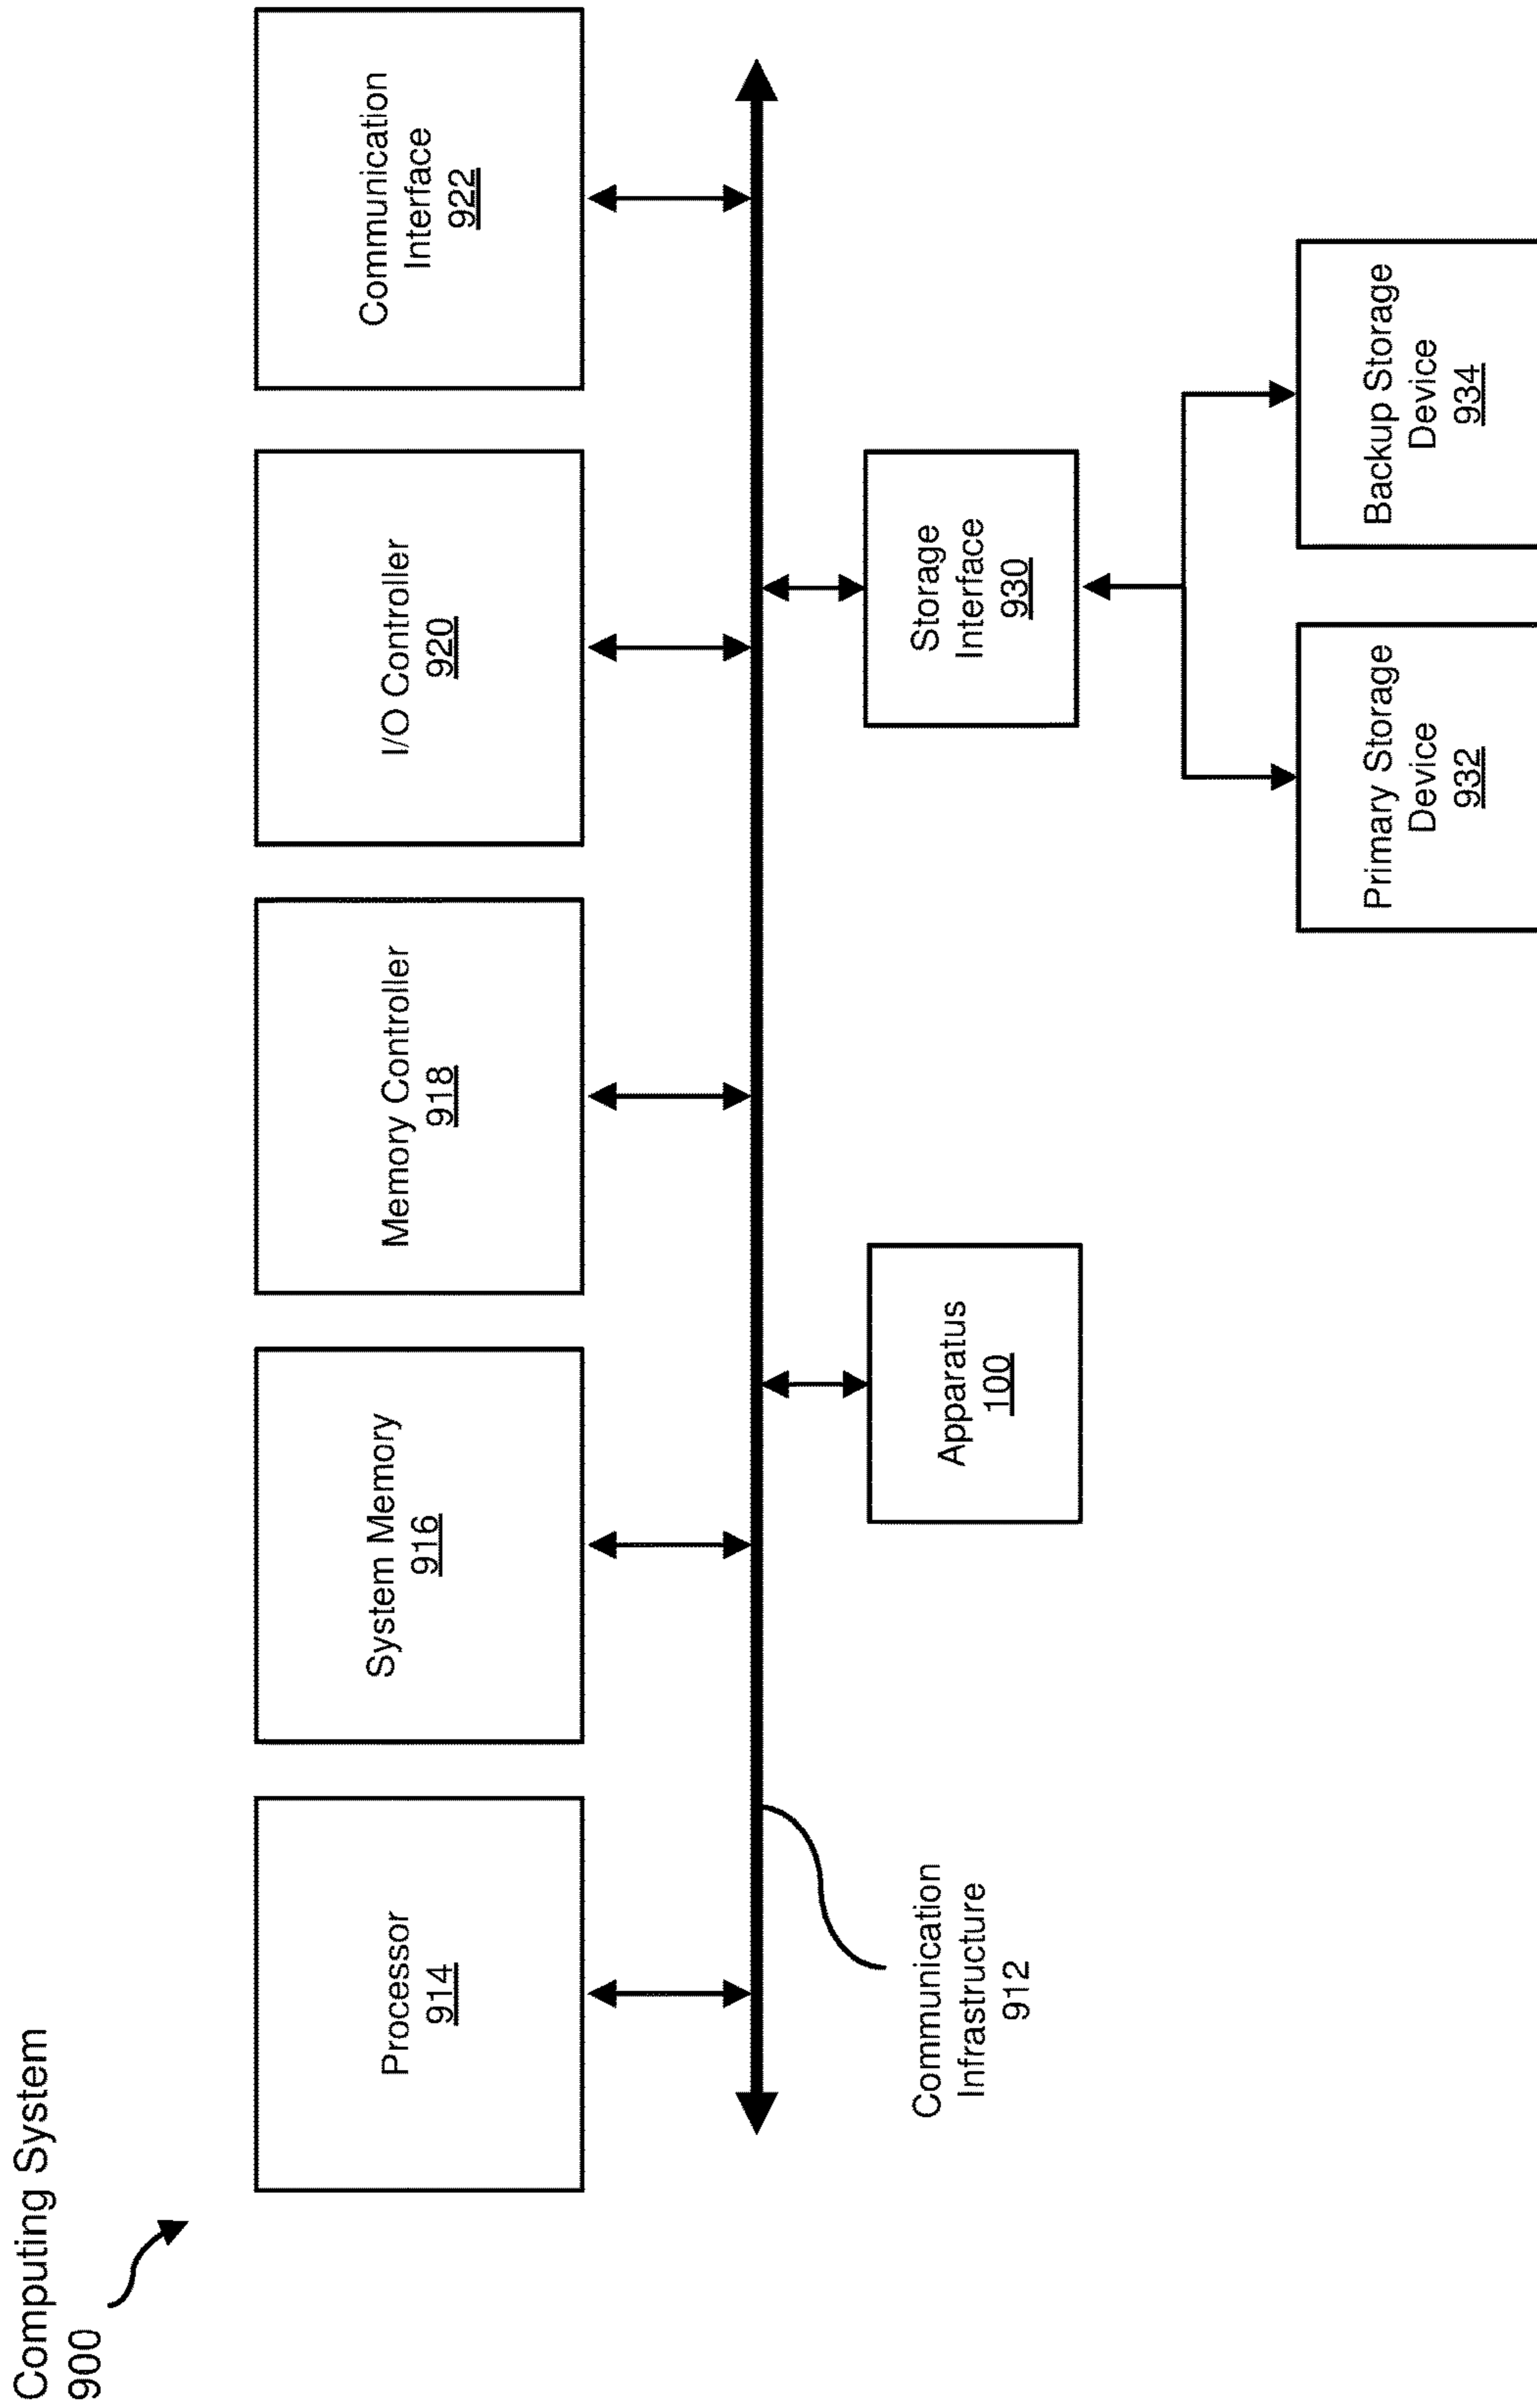 Computing System
900
Processor
914
System Memory
916
Memory Controller
918
I/O Controller
920
Communication
Interface
922
Communication
Infrastructure
912
Apparatus
100
Storage
Interface
930
Primary Storage
Device
932
Backup Storage
Device
934